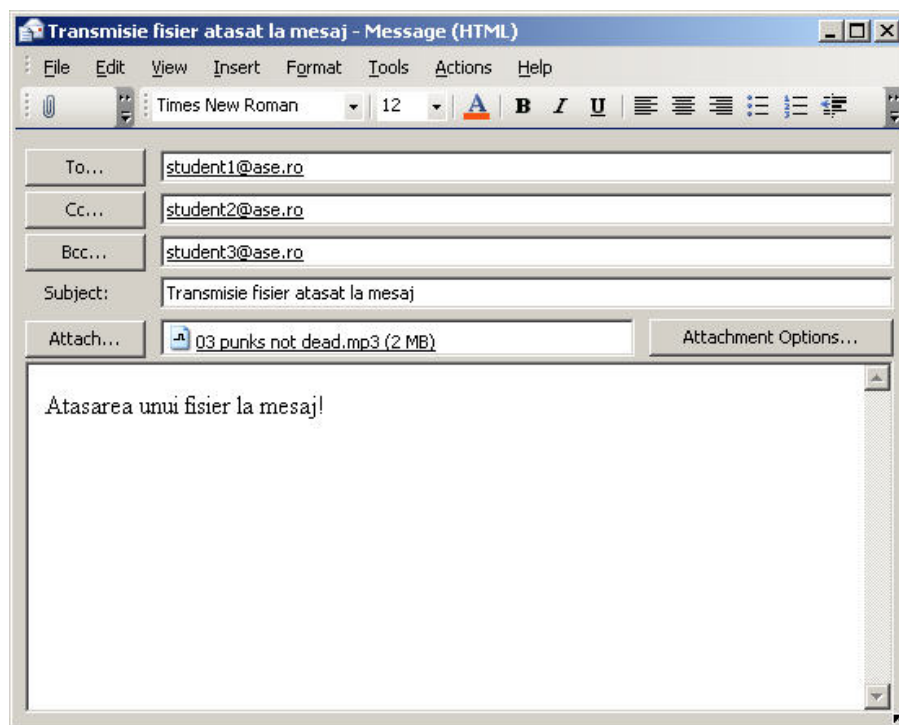 Transmisie fisier atasat la mesaj - Message (HTML)
File Edit View Insert Format Tools Actions Help
Times New Roman 12 A B I U
To... student1@ase.ro
Cc... student2@ase.ro
Bcc... student3@ase.ro
Subject: Transmisie fisier atasat la mesaj
Attach... 03 punks not dead.mp3 (2 MB) Attachment Options...
Atasarea unui fisier la mesaj!